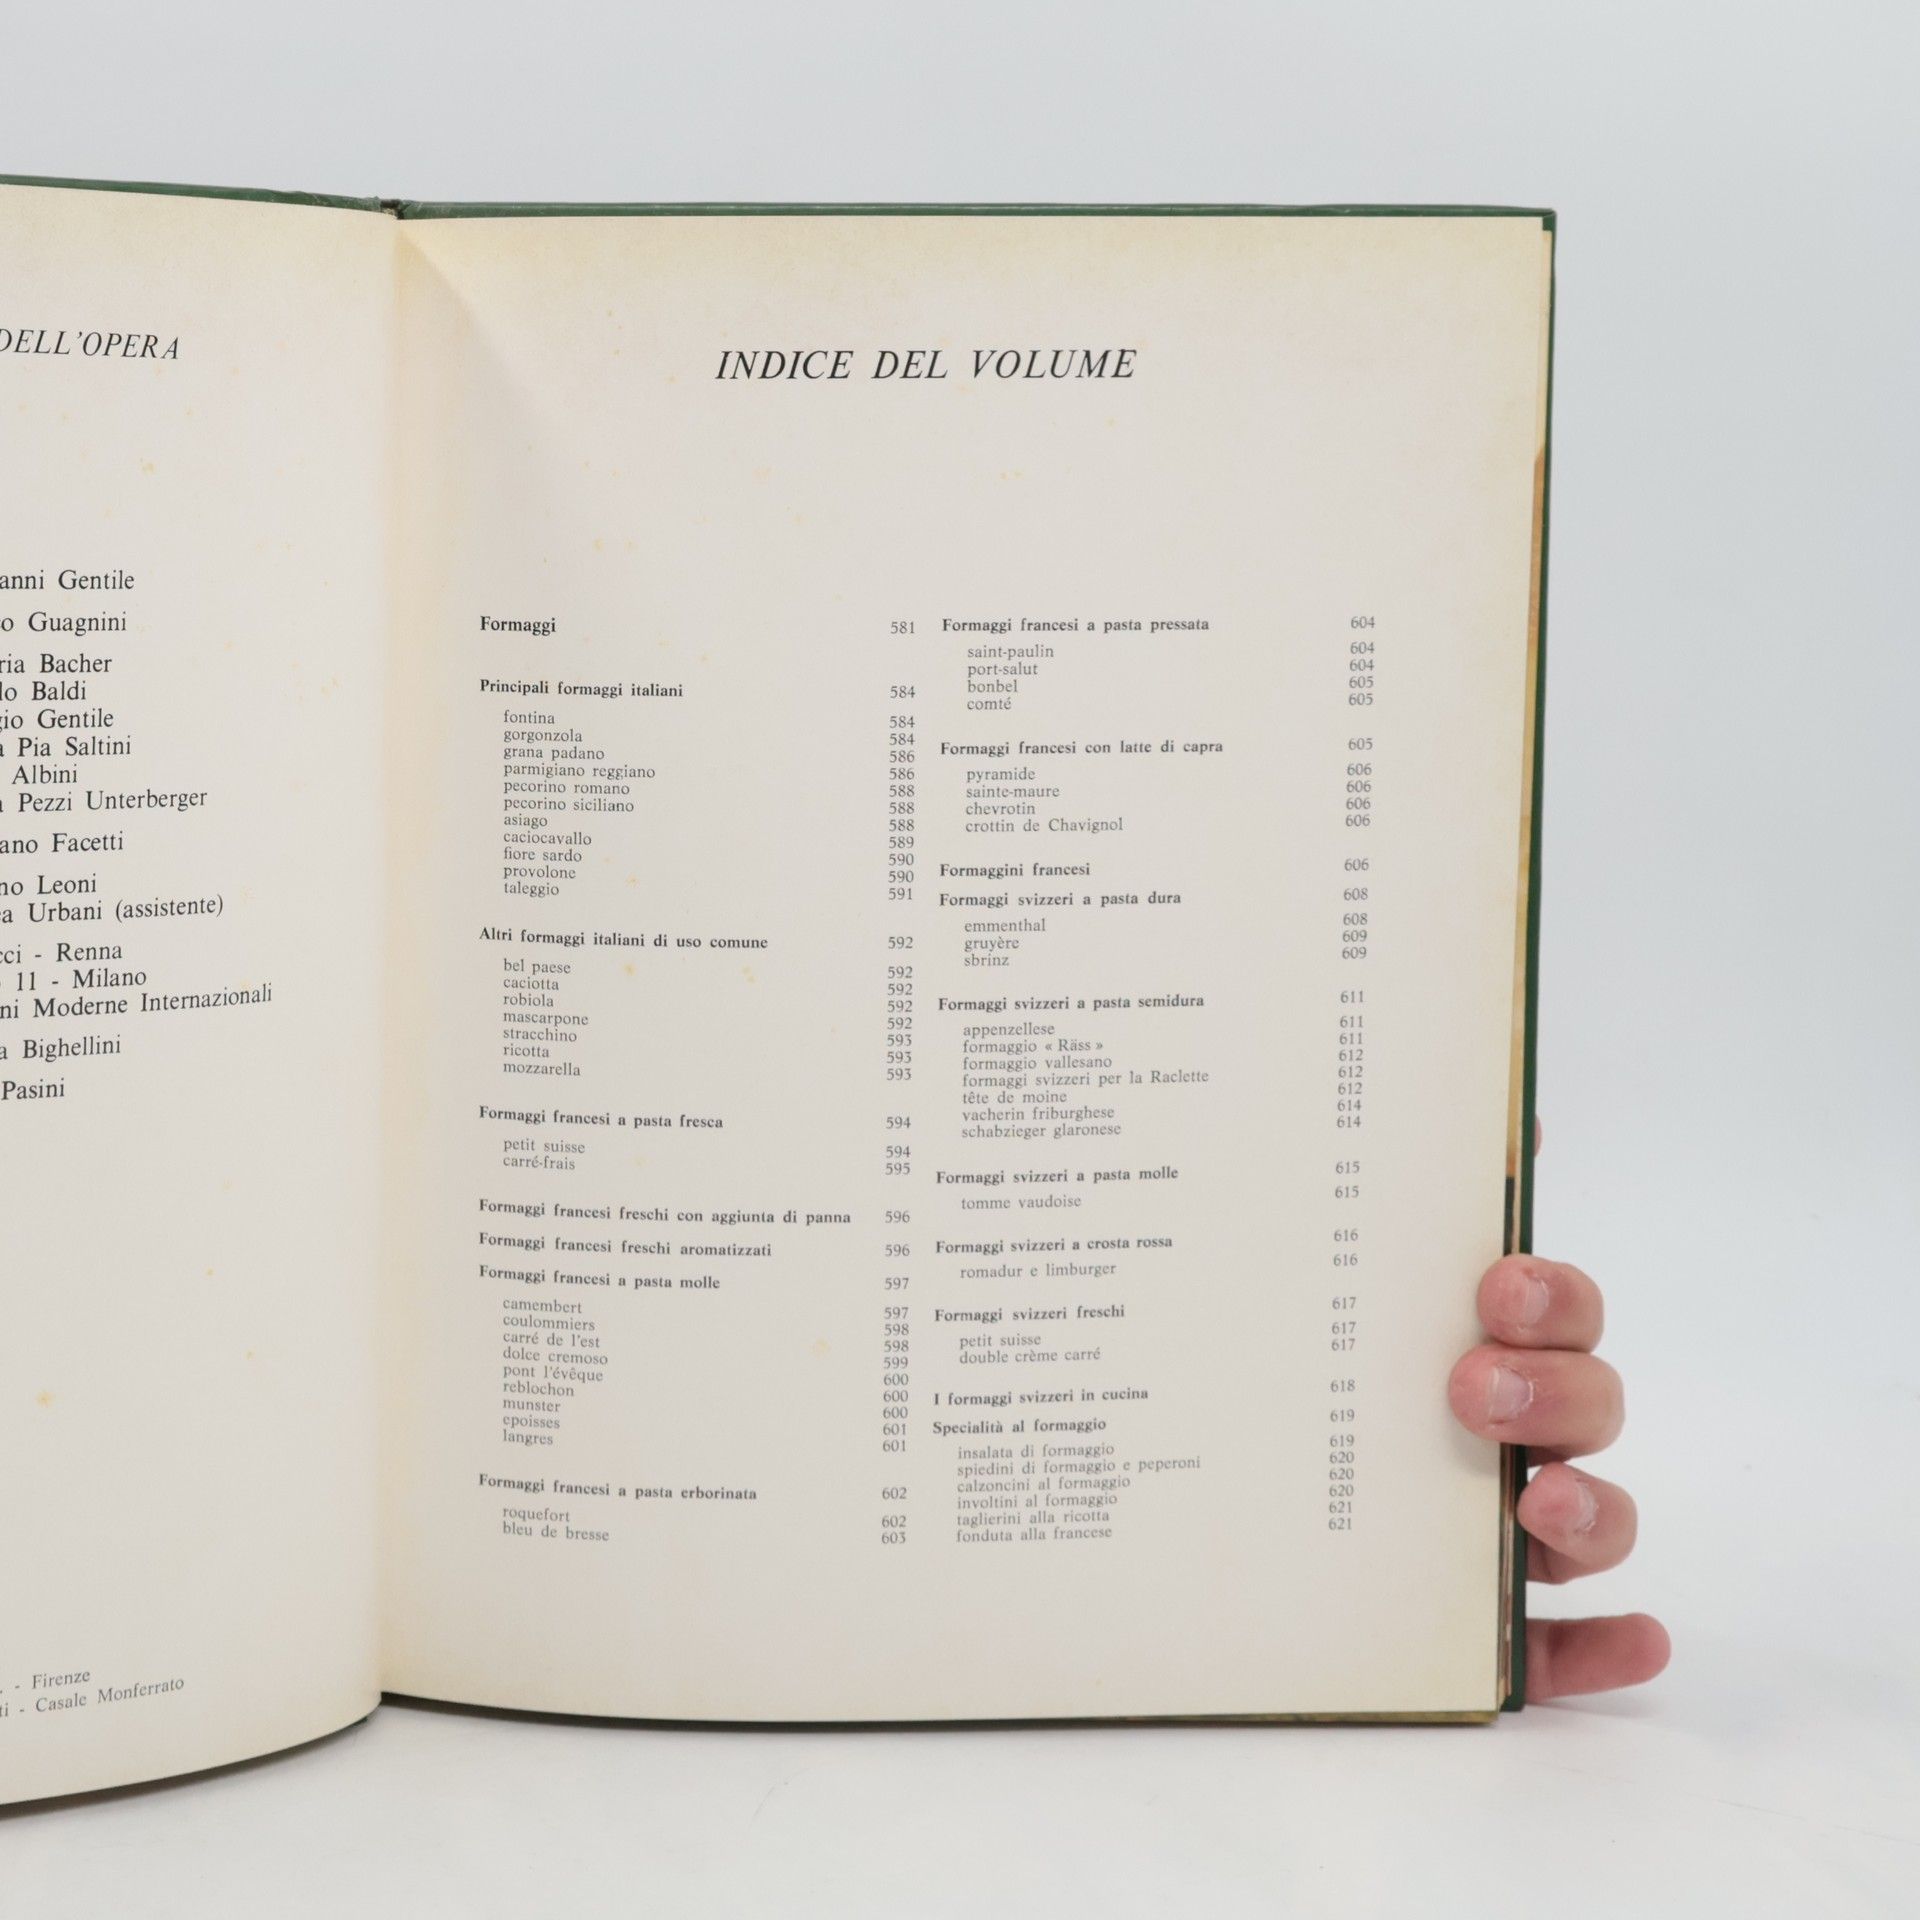 DELL'OPERA
anni Gentile
o Guagnini
ria Bacher
lo Baldi
gio Gentile
a Pia Saltini
Albini
a Pezzi Unterberger
ano Facetti
no Leoni
ca Urbani (assistente)
cci - Renna
11 - Milano
ni Moderne Internazionali
a Bighellini
Pasini
. - Firenze
ti - Casale Monferrato
INDICE DEL VOLUME
Formaggi 581
Principali formaggi italiani 584
fontina 584
gorgonzola 584
grana padano 586
parmigiano reggiano 586
pecorino romano 588
pecorino siciliano 588
asiago 588
caciocavallo 589
fiore sardo 590
provolone 590
taleggio 591
Altri formaggi italiani di uso comune 592
bel paese 592
caciotta 592
robiola 592
mascarpone 592
stracchino 593
ricotta 593
mozzarella 593
Formaggi francesi a pasta fresca 594
petit suisse 594
carré-frais 595
Formaggi francesi freschi con aggiunta di panna 596
Formaggi francesi freschi aromatizzati 596
Formaggi francesi a pasta molle 597
camembert 597
coulommiers 598
carré de l'est 598
dolce cremoso 599
pont l'évêque 600
reblochon 600
munster 600
epoisses 601
langres 601
Formaggi francesi a pasta erborinata 602
roquefort 602
bleu de bresse 603
Formaggi francesi a pasta pressata 604
saint-paulin 604
port-salut 604
bonbel 605
comté 605
Formaggi francesi con latte di capra 605
pyramide 606
sainte-maure 606
chevrotin 606
crottin de Chavignol 606
Formaggini francesi 606
Formaggi svizzeri a pasta dura 608
emmenthal 608
gruyère 609
sbrinz 609
Formaggi svizzeri a pasta semidura 611
appenzellese 611
formaggio « Räss » 611
formaggio vallesano 612
formaggi svizzeri per la Raclette 612
tête de moine 612
vacherin friburghese 614
schabzieger glaronese 614
Formaggi svizzeri a pasta molle 615
tomme vaudoise 615
Formaggi svizzeri a crosta rossa 616
romadur e limburger 616
Formaggi svizzeri freschi 617
petit suisse 617
double crème carré 617
I formaggi svizzeri in cucina 618
Specialità al formaggio 619
insalata di formaggio 619
spiedini di formaggio e peperoni 620
calzoncini al formaggio 620
involtini al formaggio 620
taglierini alla ricotta 621
fonduta alla francese 621